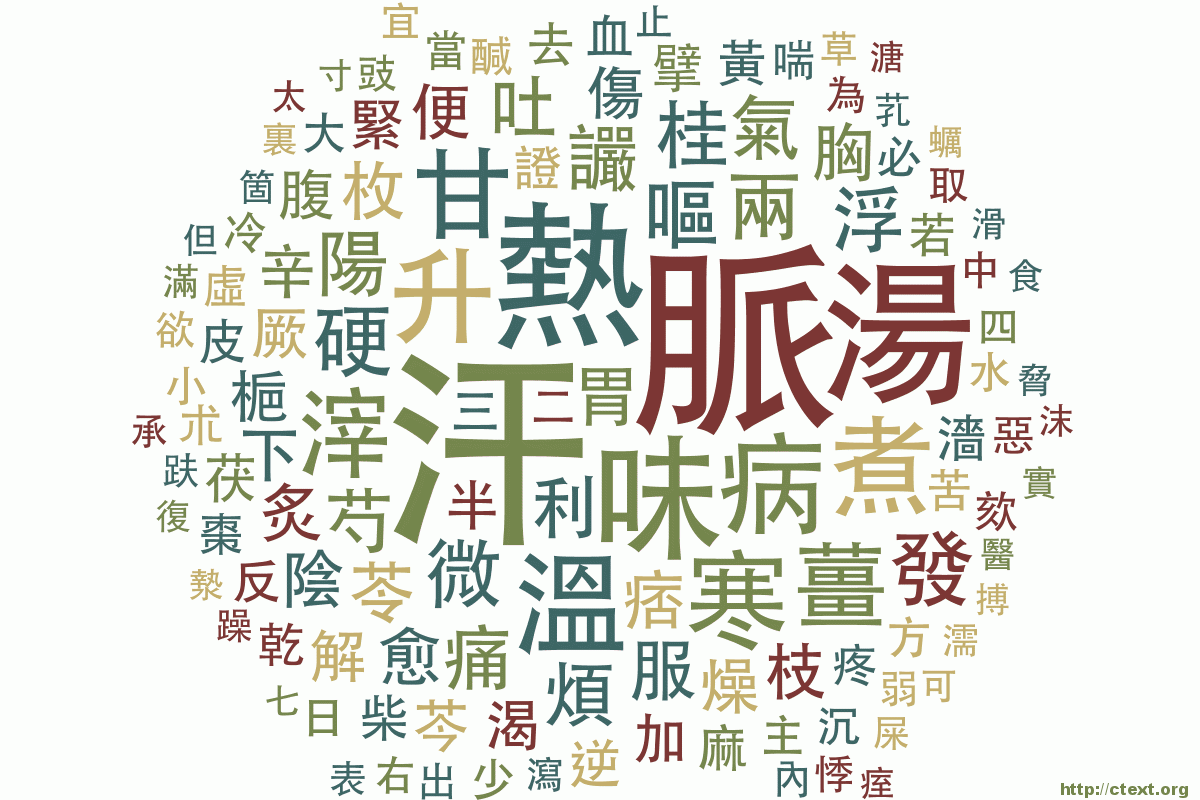 宜
止
血
當
醎
去
擘
黃
喘
草
溏
寸
豉
傷
太
大
緊
便
吐
為
芤
裏
讝
桂
氣
胸
必
蠣
證
箇
腹
枚
甘
熱
嘔
兩
浮
若
取
滑
但
冷
辛
陽
升
脈
湯
中
食
滿
虛
欲
皮
厥
硬
四
水
脅
小
梔
滓
汗
三
二
胃
煮
濇
惡
沫
承
朮
下
味
病
苦
實
趺
茯
炙
芍
半
利
欬
復
棗
發
醫
漐
反
陰
苓
微
溫
痞
寒
薑
搏
躁
乾
解
愈
痛
煩
服
燥
枝
疼
方
濡
弱
可
七
日
柴
芩
渴
逆
加
麻
主
沉
屎
表
右
出
少
瀉
內
悸
痓
http://ctext.org